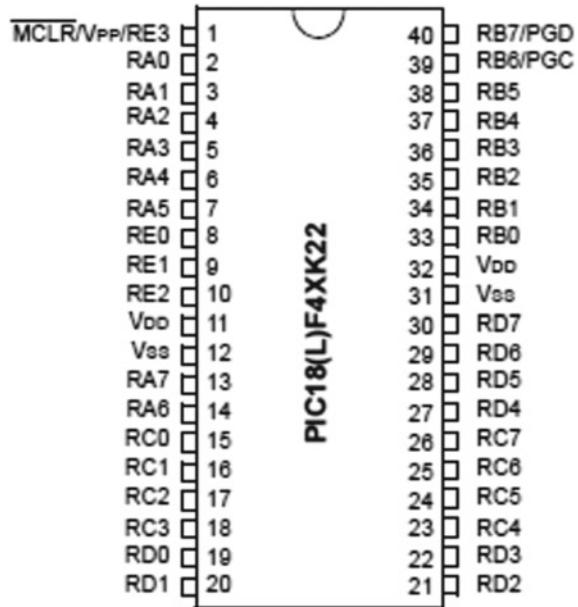 MCLR/VPP/RE3 1 40 RB7/PGD
RA0 2 39 RB6/PGC
RA1 3 38 RB5
RA2 4 37 RB4
RA3 5 36 RB3
RA4 6 35 RB2
RA5 7 34 RB1
RE0 8 33 RB0
RE1 9 32 VDD
RE2 10 31 VSS
VDD 11 30 RD7
VSS 12 29 RD6
RA7 13 28 RD5
RA6 14 27 RD4
RC0 15 26 RC7
RC1 16 25 RC6
RC2 17 24 RC5
RC3 18 23 RC4
RD0 19 22 RD3
RD1 20 21 RD2
PIC18(L)F4XK22